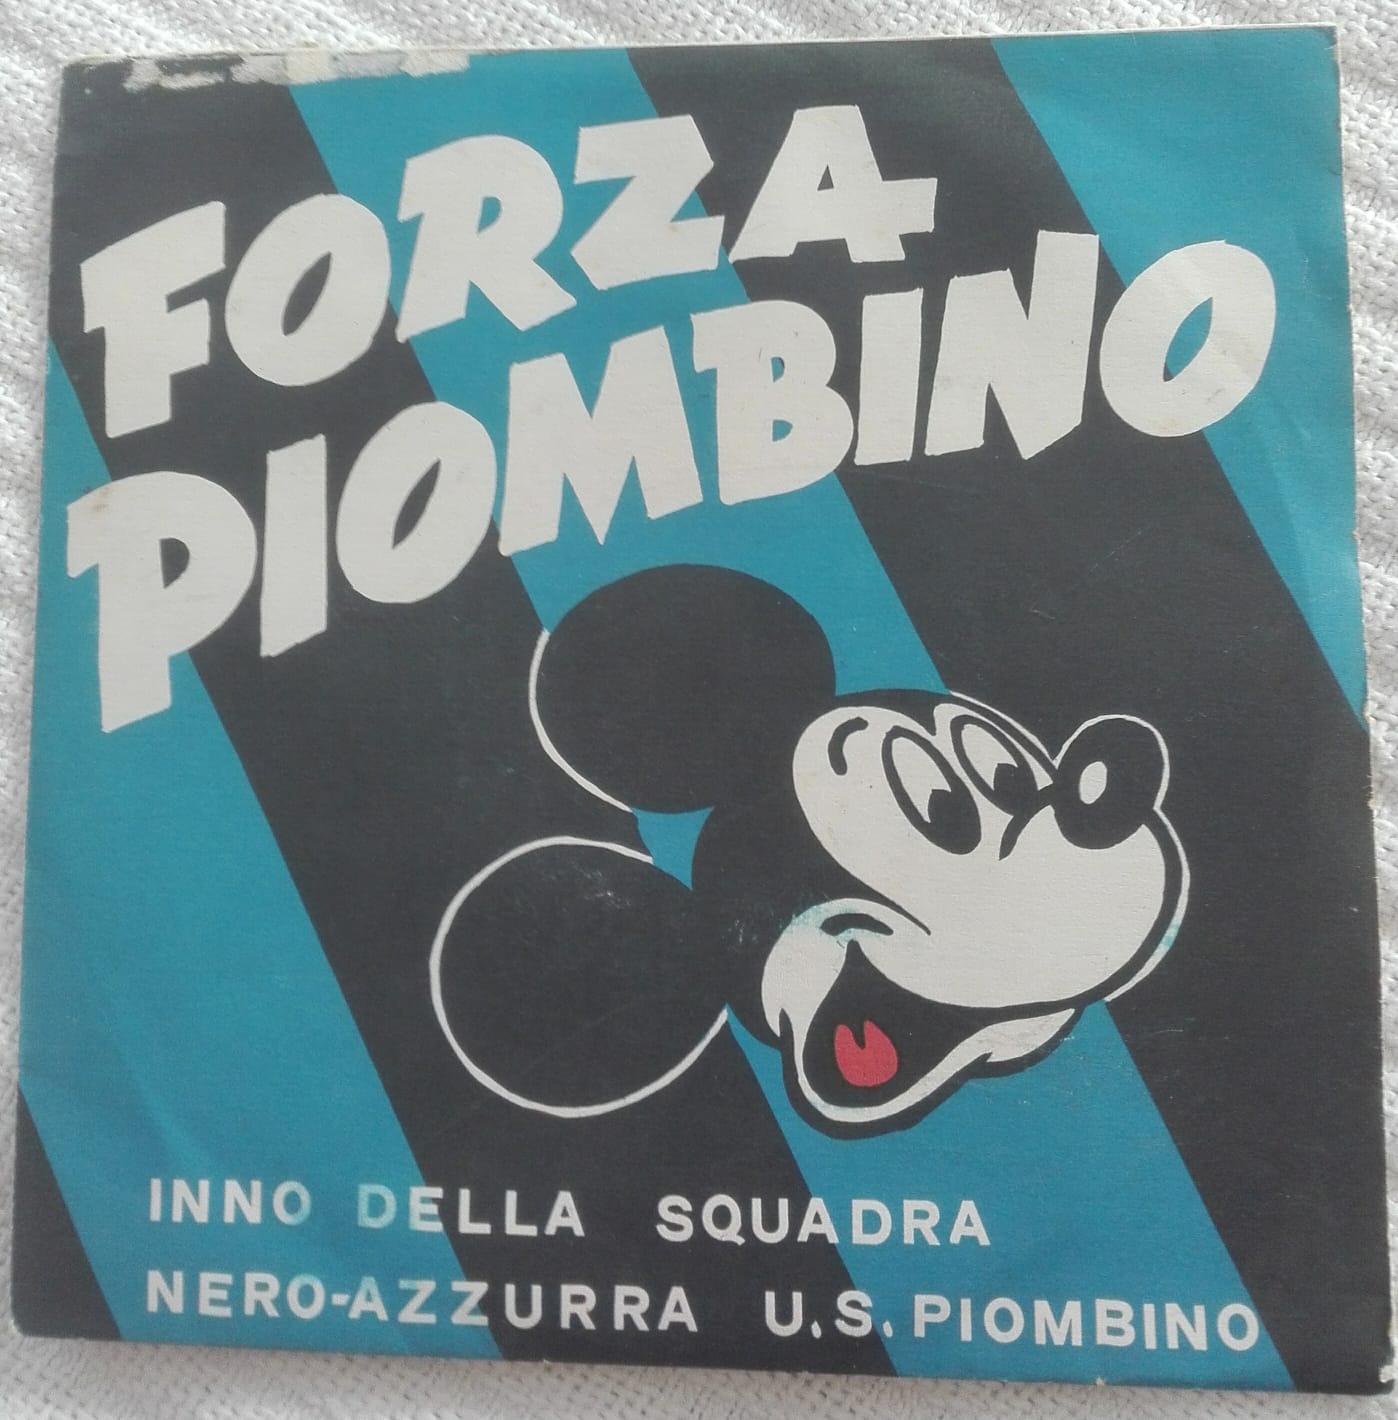 FORZA
PIOMBINO
INNO DELLA SQUADRA
NERO-AZZURRA U.S. PIOMBINO